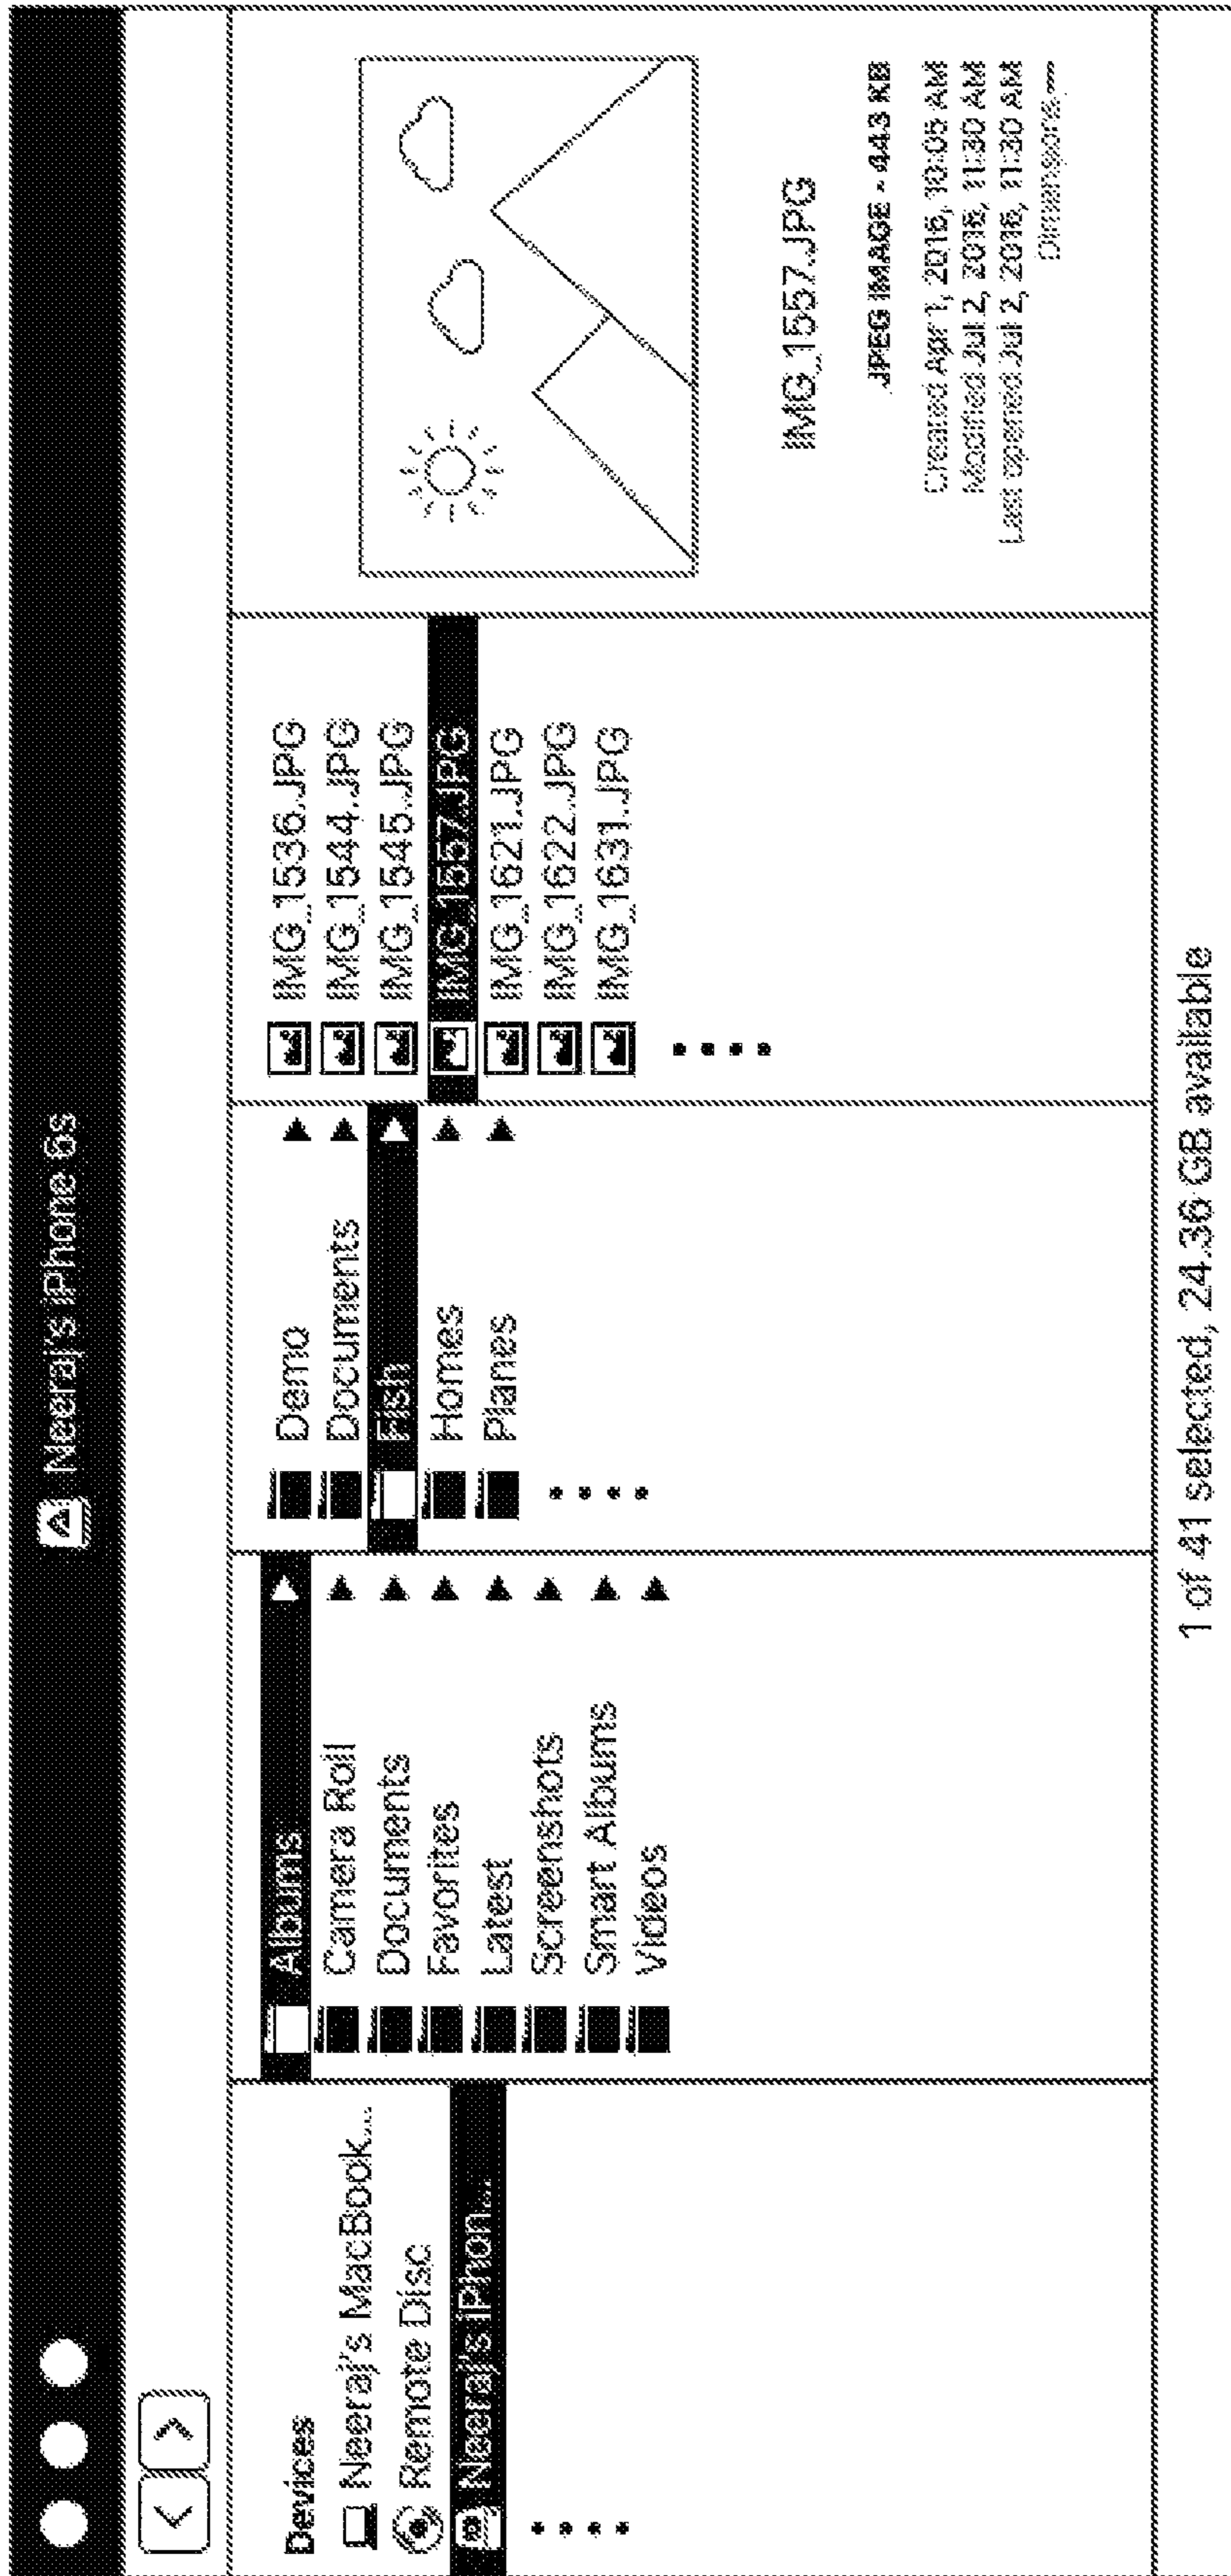 Neeraj's iPhone 6s
Devices
Neeraj's MacBook...
Remote Disc
Neeraj's iPhon...
Albums
Camera Roll
Documents
Favorites
Latest
Screenshots
Smart Albums
Videos
Demo
Documents
Fish
Homes
Planes
IMG_1536.JPG
IMG_1544.JPG
IMG_1545.JPG
IMG_1557.JPG
IMG_1621.JPG
IMG_1622.JPG
IMG_1631.JPG
IMG_1557.JPG
JPEG IMAGE - 443 KB
Created Apr 1, 2016, 10:05 AM
Modified Jul 2, 2016, 11:30 AM
Last opened Jul 2, 2016, 11:30 AM
Dimensions---
1 of 41 selected, 24.36 GB available